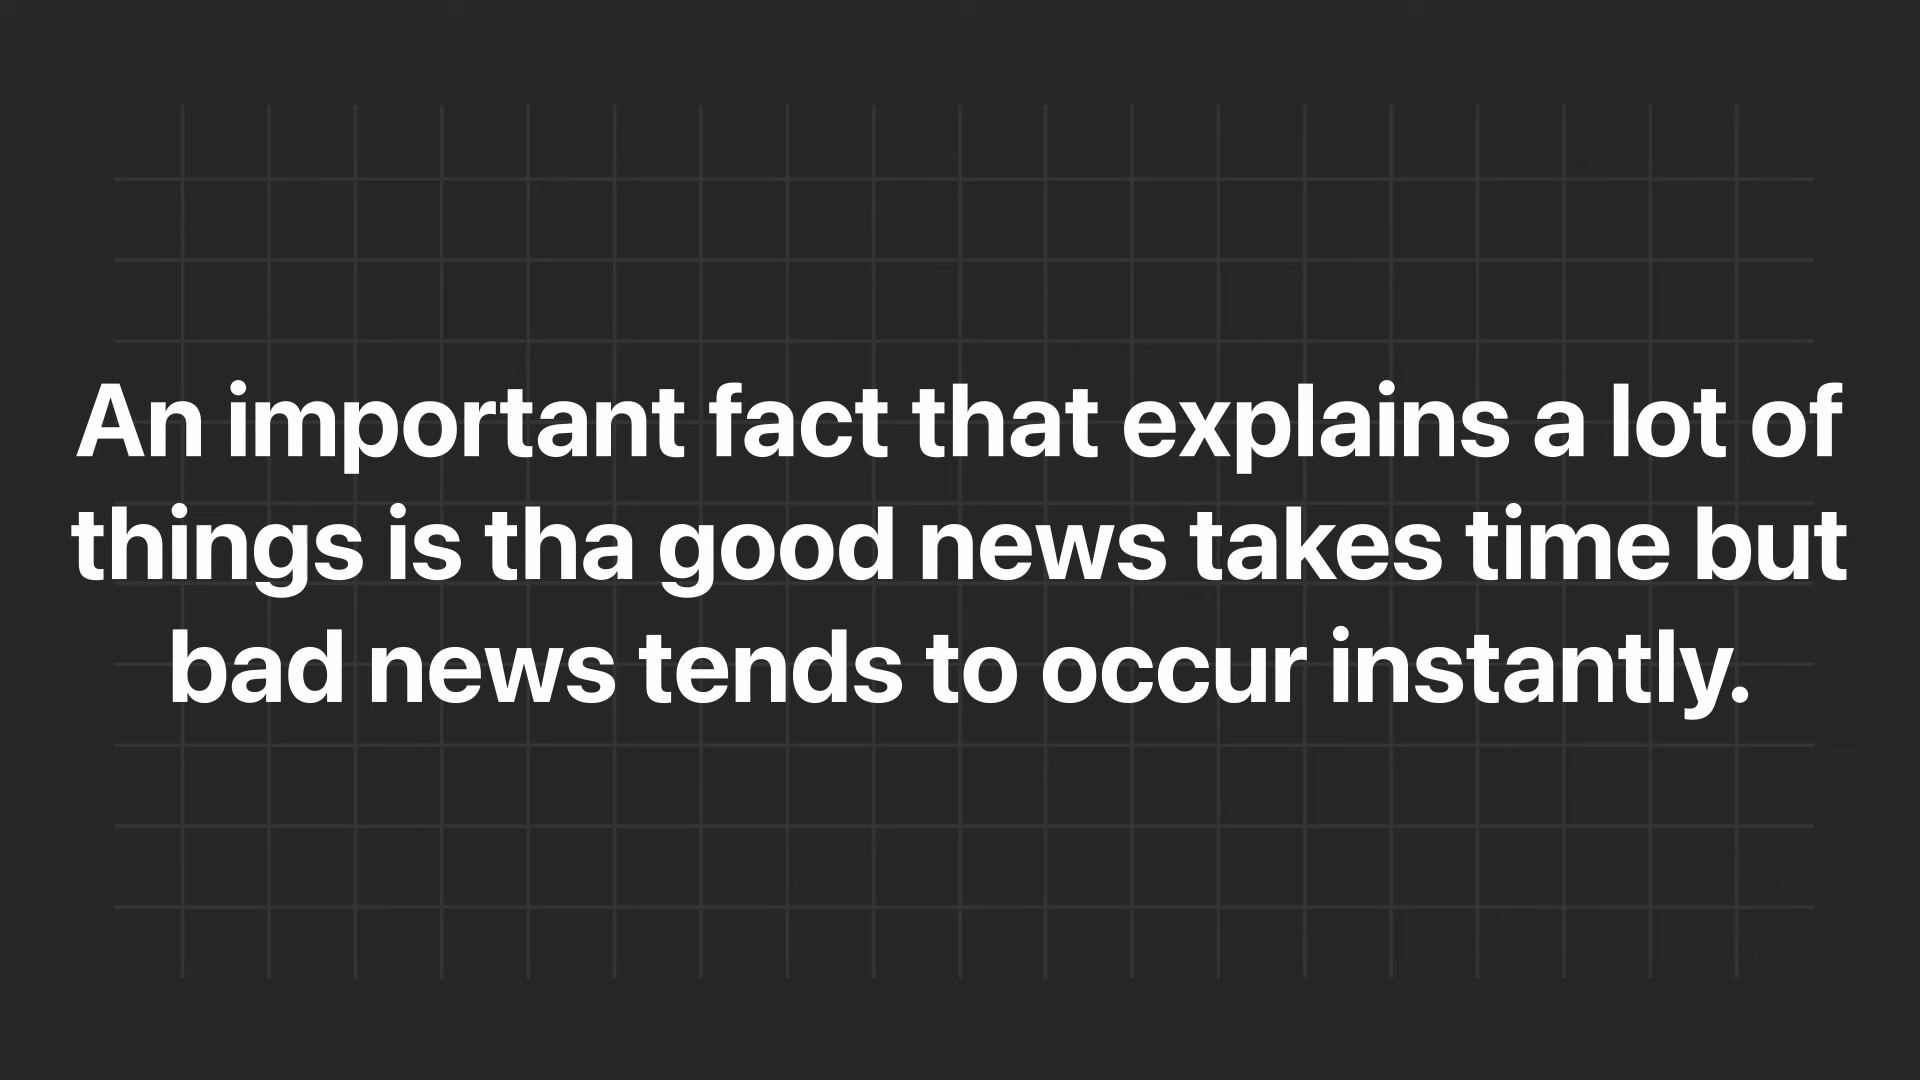 An important fact that explains a lot of
things is tha good news takes time but
bad news tends to occur instantly.